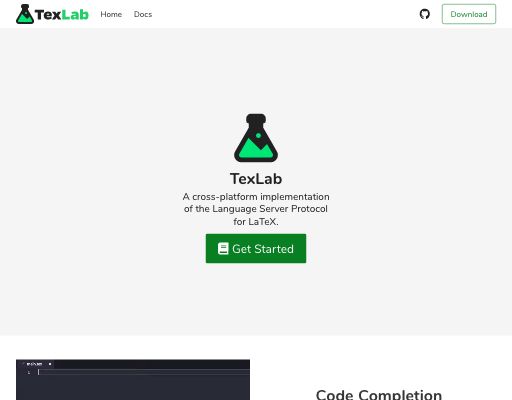 TexLab Home Docs Download
TexLab
A cross-platform implementation
of the Language Server Protocol
for LaTeX.
Get Started
1
Code Completion